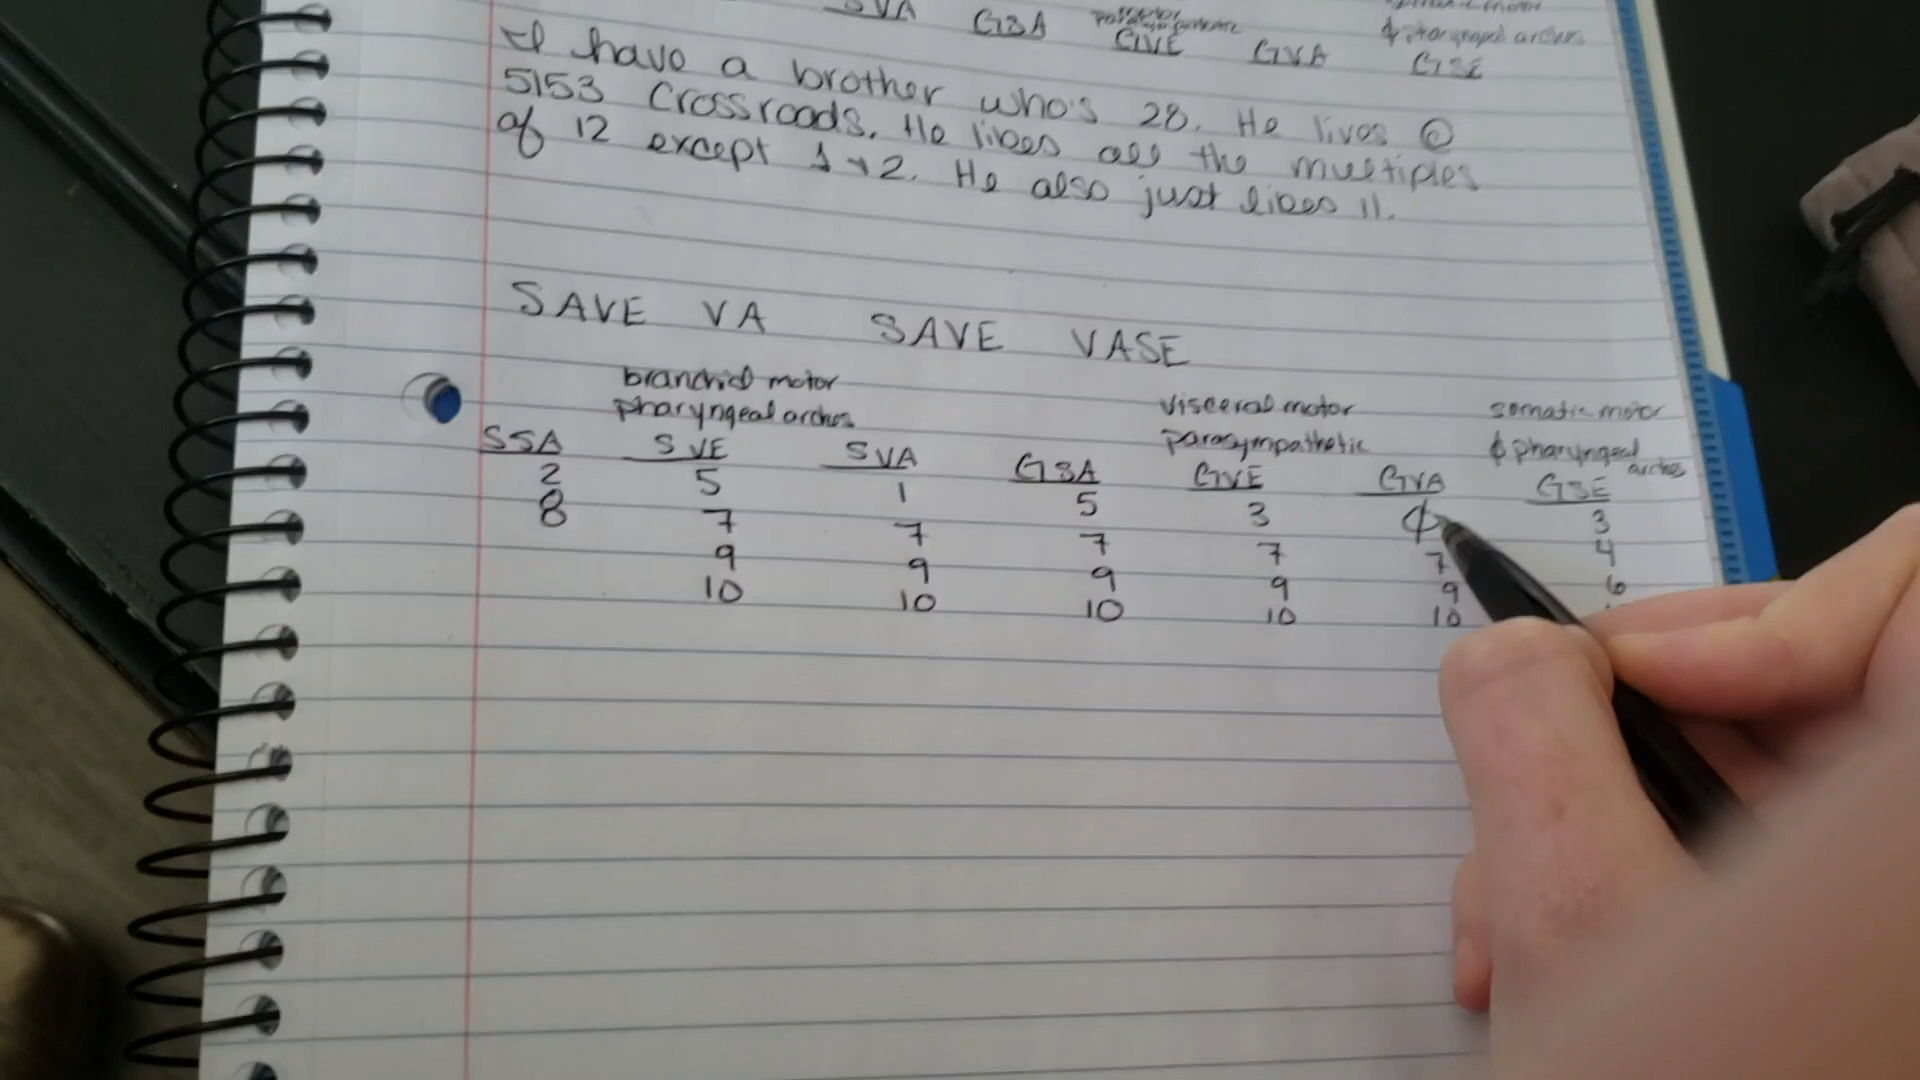 SVA GSA GVE GVA GSE
I have a brother who's 28. He lives @
5153 Crossroads. He likes all the multiples
of 12 except 1+2. He also just likes 11.
SAVE VA SAVE VASE
branchial motor visceral motor somatic motor
pharyngeal arches parasympathetic ϕ pharyngeal arches
SSA SVE SVA GSA GVE GVA GSE
2 5 1 5 3 ϕ 3
8 7 7 7 7 7 4
9 9 9 9 9 6
10 10 10 10 10